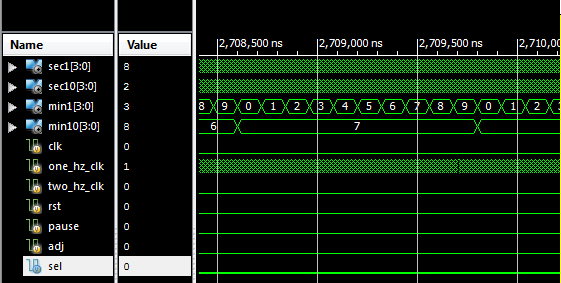 2,708,500 ns 2,709,000 ns 2,709,500 ns 2,710,000
Name Value
sec1[3:0] 8
sec10[3:0] 2
min1[3:0] 3 8 9 0 1 2 3 4 5 6 7 8 9 0 1 2 3
min10[3:0] 8 6 7
clk 0
one_hz_clk 1
two_hz_clk 0
rst 0
pause 0
adj 0
sel 0